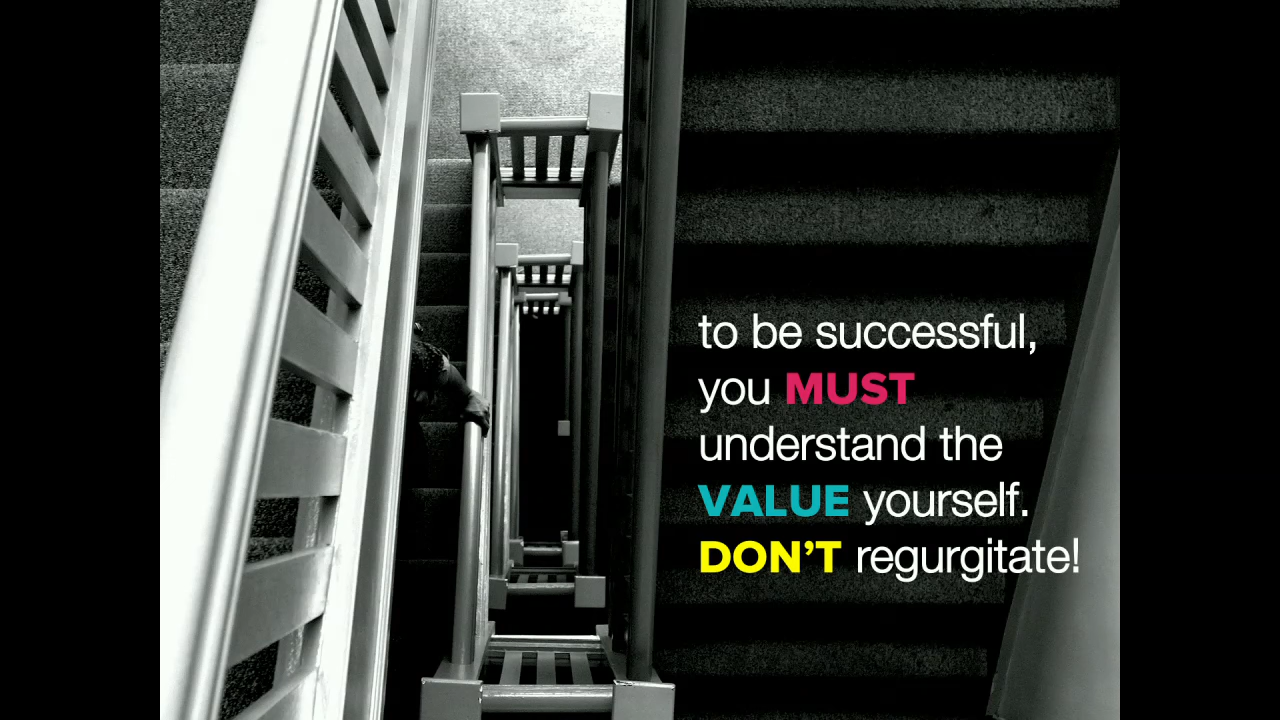 to be successful,
you MUST
understand the
VALUE yourself.
DON’T regurgitate!